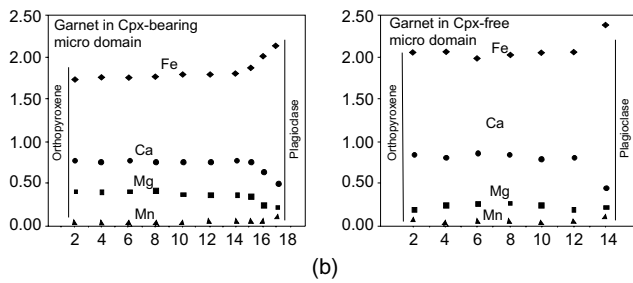 Garnet in Cpx-bearing
micro domain
Fe
Ca
Mg
Mn
Orthopyroxene
Plagioclase
2.50
2.00
1.50
1.00
0.50
0.00
2 4 6 8 10 12 14 16 18
Garnet in Cpx-free
micro domain
Fe
Ca
Mg
Mn
Orthopyroxene
Plagioclase
2.50
2.00
1.50
1.00
0.50
0.00
2 4 6 8 10 12 14
(b)